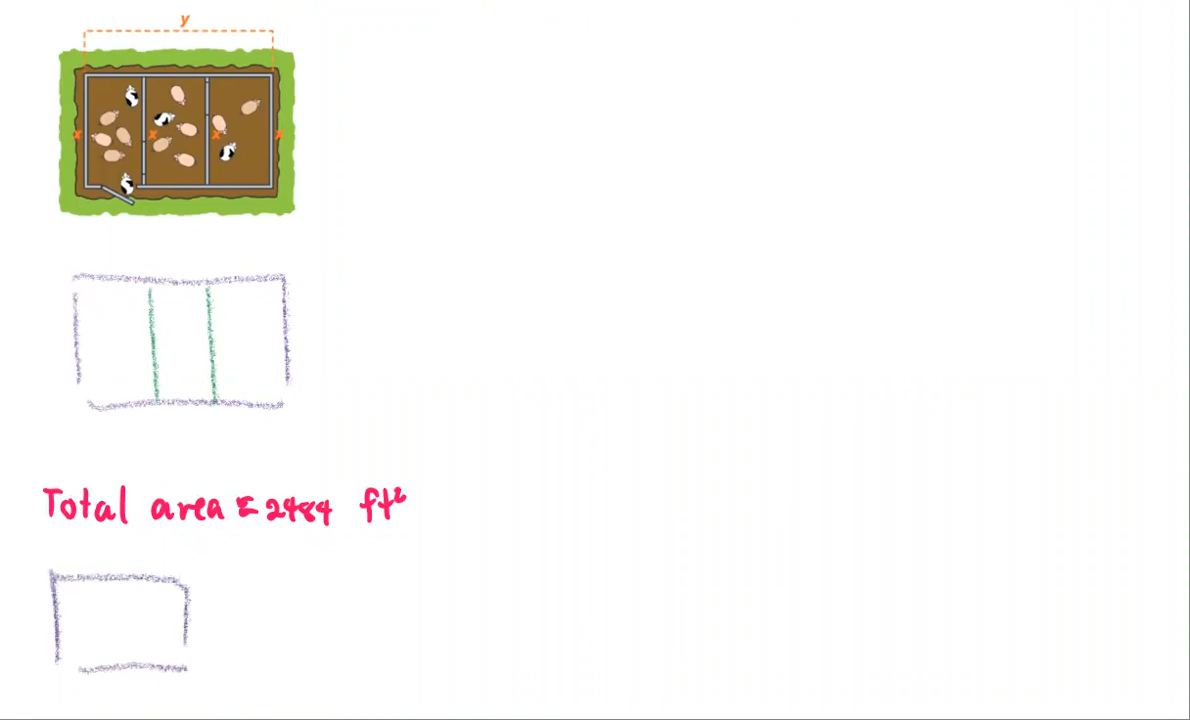 y
x x x x
Total area = 2484 ft²